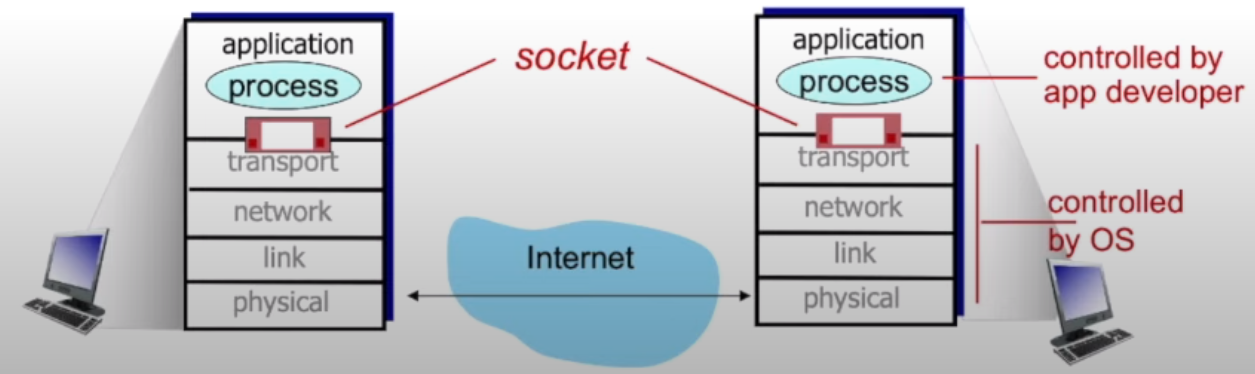 application
process
transport
network
link
physical
socket
Internet
application
process
transport
network
link
physical
controlled by
app developer
controlled
by OS